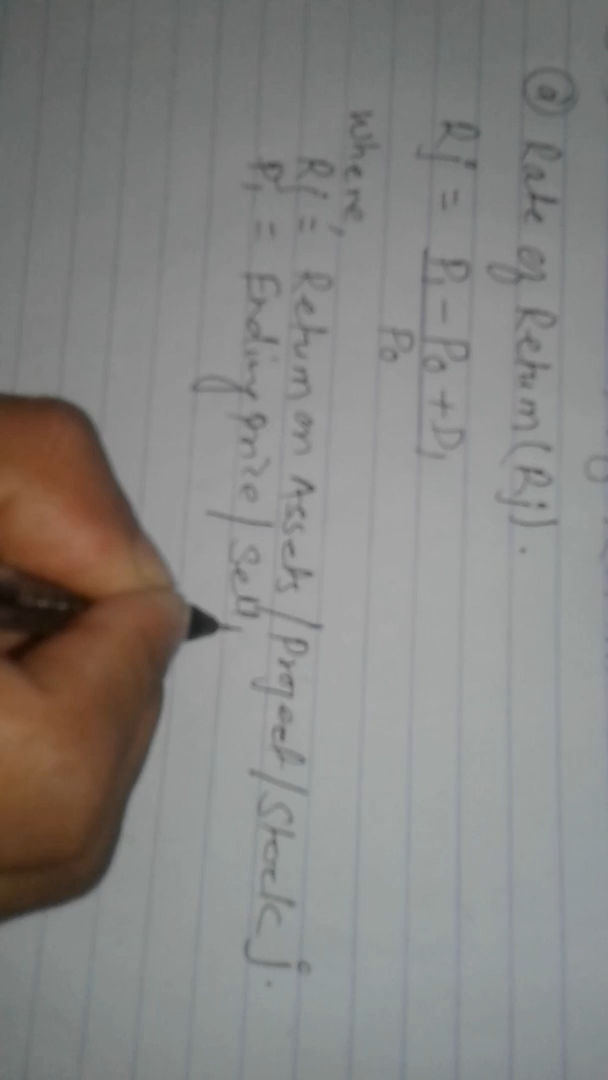 ⓐ Rate of Return (Rj).
Rj = P₁ - P₀ + D₁
P₀
Where,
Rj = Return on Assets / Project / Stock j.
P₁ = Ending price / Sell